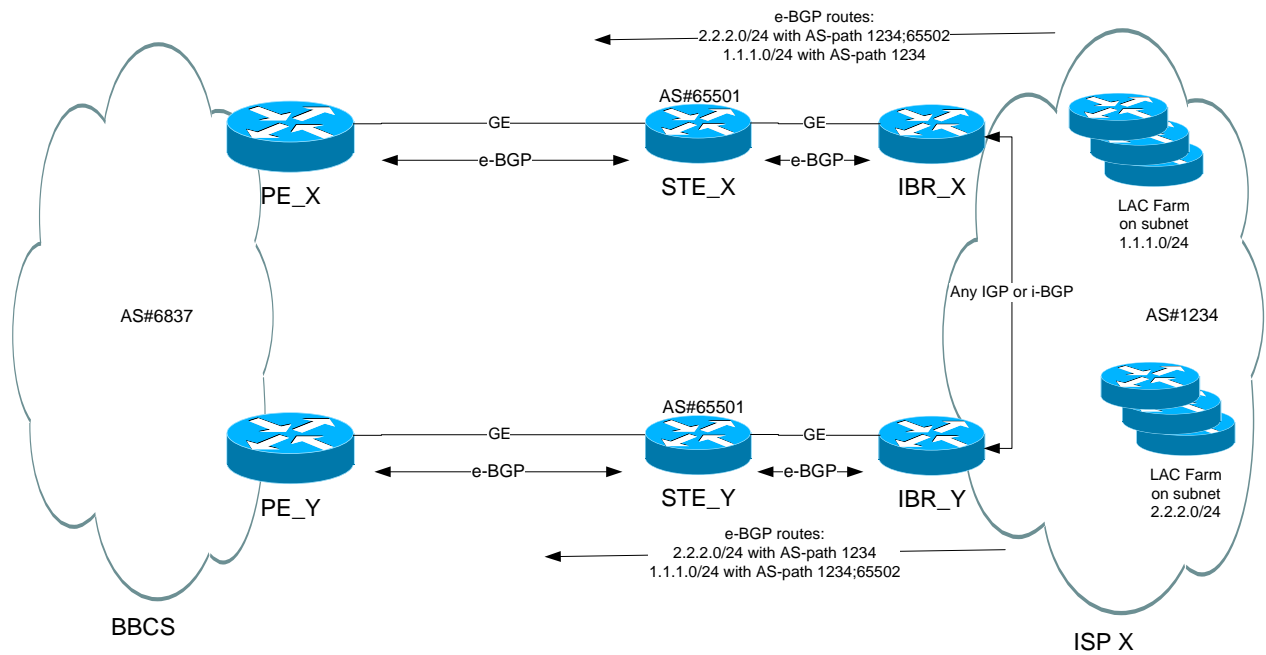 e-BGP routes:
2.2.2.0/24 with AS-path 1234;65502
1.1.1.0/24 with AS-path 1234
AS#65501
GE
GE
e-BGP
e-BGP
PE_X
STE_X
IBR_X
LAC Farm
on subnet
1.1.1.0/24
Any IGP or i-BGP
AS#6837
AS#1234
AS#65501
GE
GE
e-BGP
e-BGP
PE_Y
STE_Y
IBR_Y
LAC Farm
on subnet
2.2.2.0/24
e-BGP routes:
2.2.2.0/24 with AS-path 1234
1.1.1.0/24 with AS-path 1234;65502
BBCS
ISP X